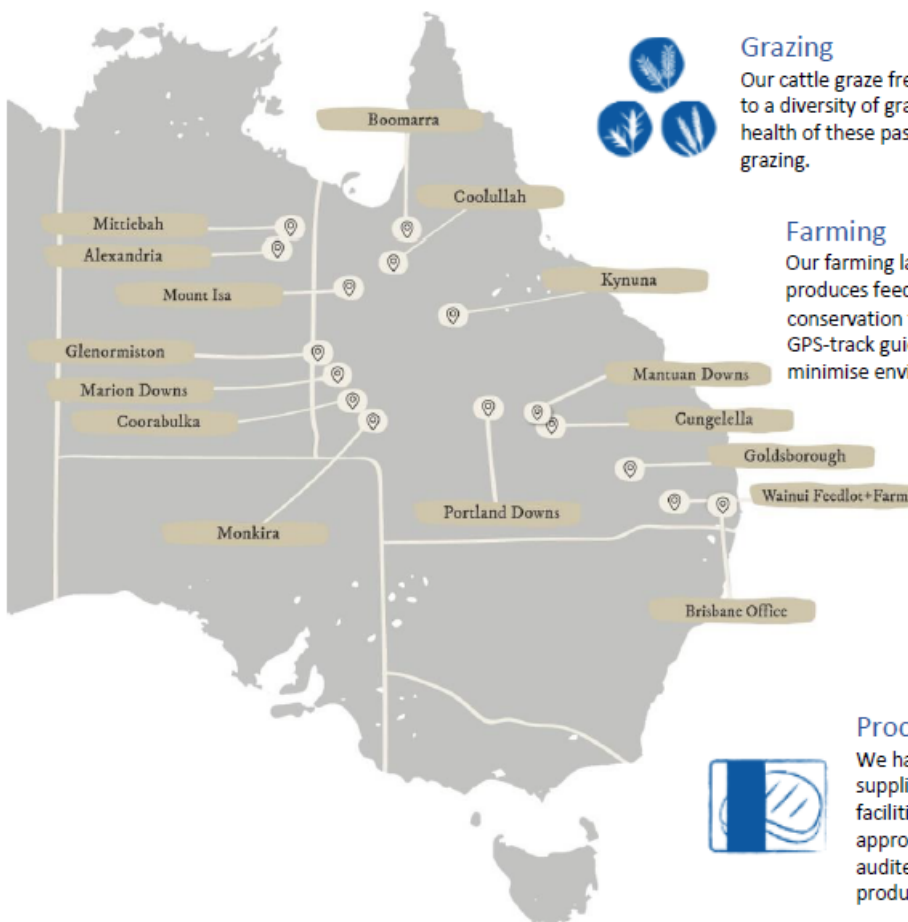 Grazing
Our cattle graze fre
to a diversity of gra
health of these pas
grazing.
Boomarra
Coolullah
Mittiebah
Alexandria
Mount Isa
Kynuna
Farming
Our farming la
produces feed
conservation
GPS-track gui
minimise envi
Glenormiston
Marion Downs
Coorabulka
Mantuan Downs
Cungelella
Goldsborough
Wainui Feedlot+Farm
Portland Downs
Monkira
Brisbane Office
Proc
We ha
suppli
faciliti
appro
audite
produ